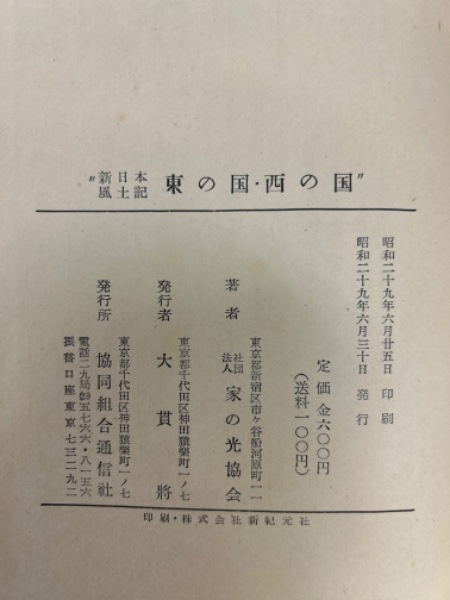 "新日本風土記 東の国・西の国"
昭和二十九年六月廿五日 印刷
昭和二十九年六月三十日 発行
定価 金六〇〇円
(送料一〇〇円)
東京都新宿区市ヶ谷船河原町一一
著者 社団法人 家の光協会
東京都千代田区神田猿樂町一ノ七
発行者 大貫將
東京都千代田区神田猿樂町一ノ七
発行所 協同組合通信社
電話二九局(25)五七六六・八一五六
振替口座東京七三二九二
印刷・株式会社新紀元社